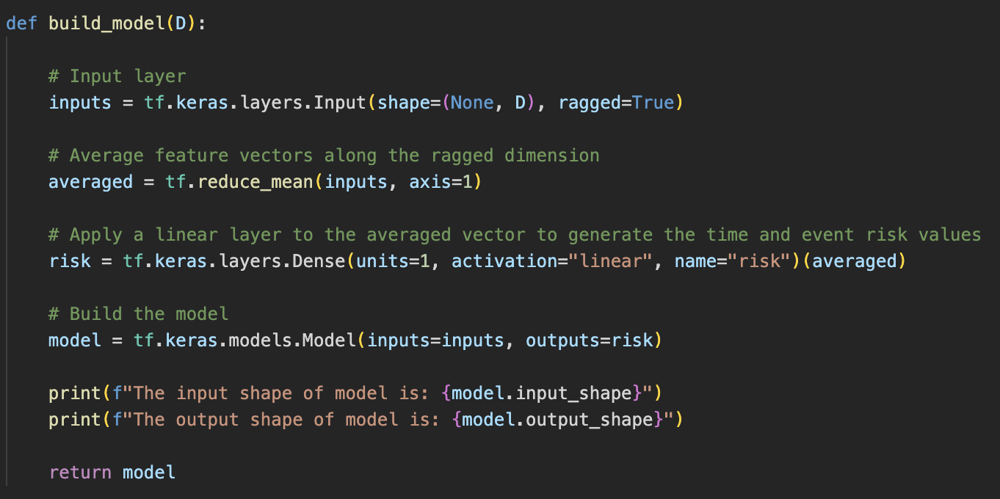 def build_model(D):
# Input layer
inputs = tf.keras.layers.Input(shape=(None, D), ragged=True)
# Average feature vectors along the ragged dimension
averaged = tf.reduce_mean(inputs, axis=1)
# Apply a linear layer to the averaged vector to generate the time and event risk values
risk = tf.keras.layers.Dense(units=1, activation="linear", name="risk")(averaged)
# Build the model
model = tf.keras.models.Model(inputs=inputs, outputs=risk)
print(f"The input shape of model is: {model.input_shape}")
print(f"The output shape of model is: {model.output_shape}")
return model